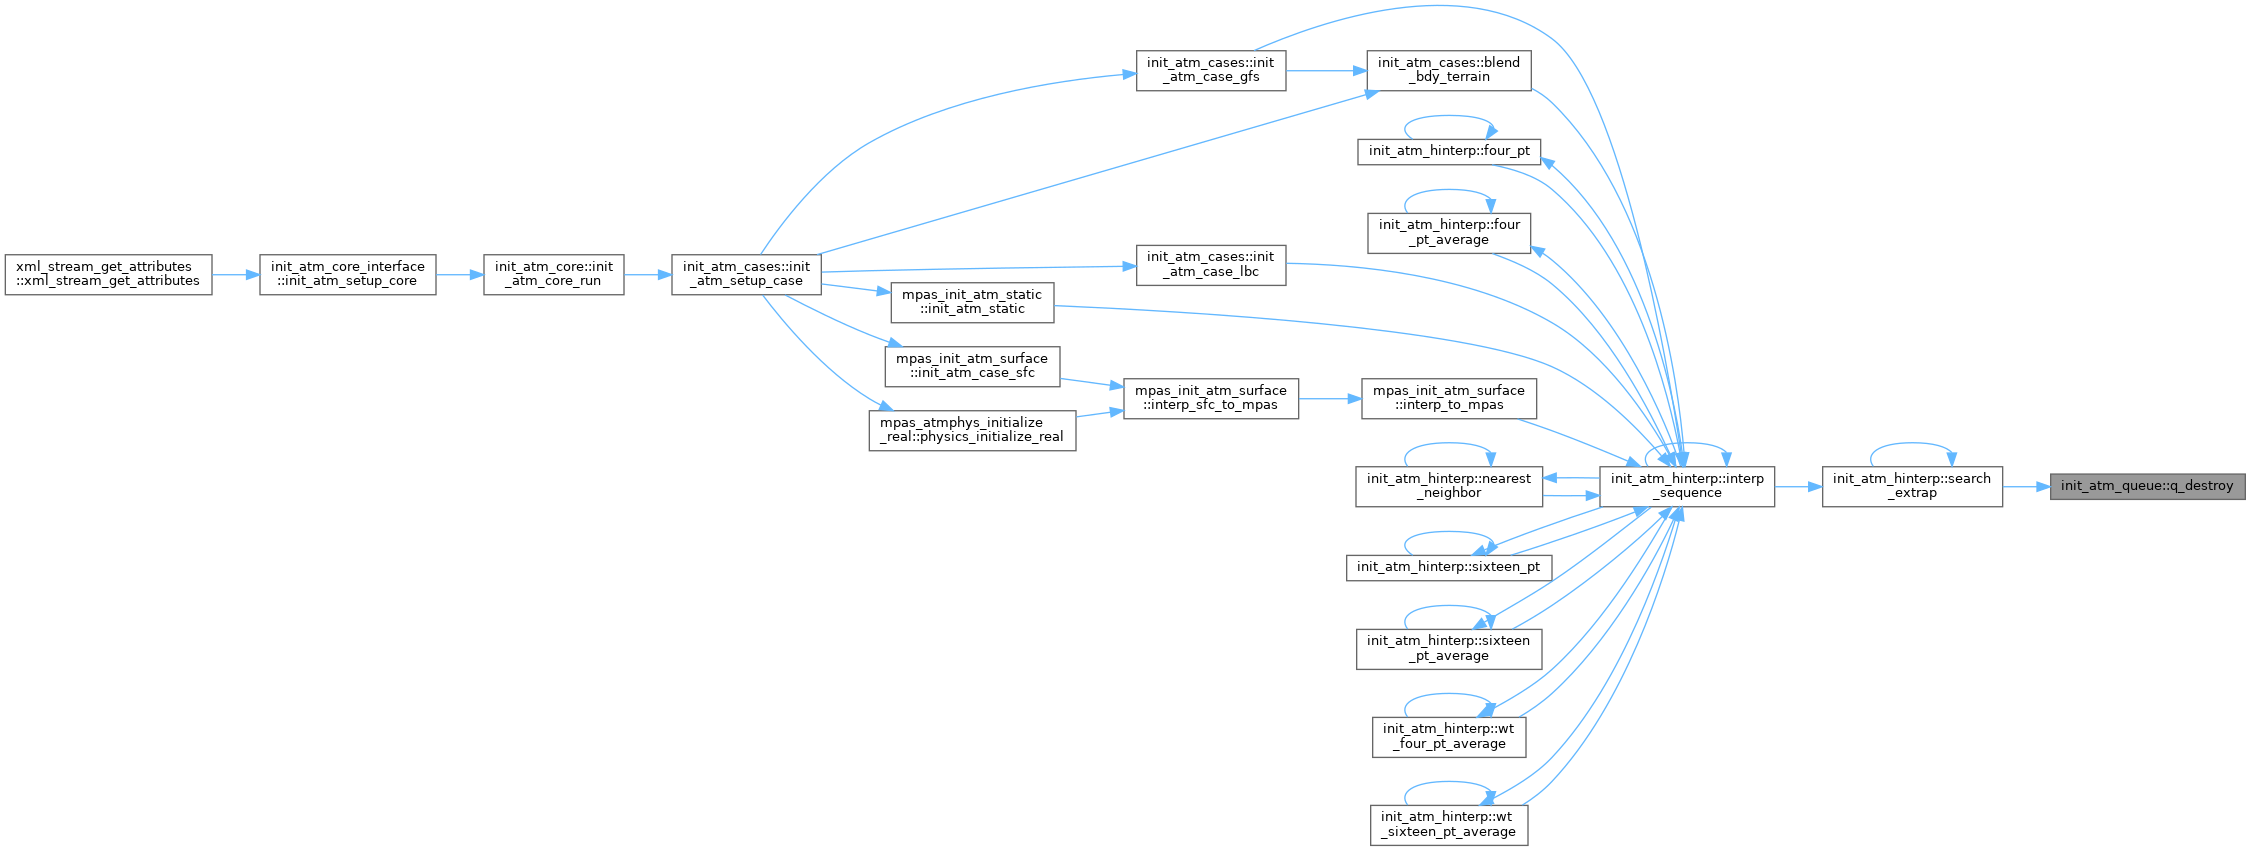 init_atm_cases::init
_atm_case_gfs
init_atm_cases::blend
_bdy_terrain
init_atm_hinterp::four_pt
init_atm_hinterp::four
_pt_average
xml_stream_get_attributes
::xml_stream_get_attributes
init_atm_core_interface
::init_atm_setup_core
init_atm_core::init
_atm_core_run
init_atm_cases::init
_atm_setup_case
init_atm_cases::init
_atm_case_lbc
mpas_init_atm_static
::init_atm_static
mpas_init_atm_surface
::init_atm_case_sfc
mpas_atmphys_initialize
_real::physics_initialize_real
mpas_init_atm_surface
::interp_sfc_to_mpas
mpas_init_atm_surface
::interp_to_mpas
init_atm_hinterp::nearest
_neighbor
init_atm_hinterp::interp
_sequence
init_atm_hinterp::search
_extrap
init_atm_queue::q_destroy
init_atm_hinterp::sixteen_pt
init_atm_hinterp::sixteen
_pt_average
init_atm_hinterp::wt
_four_pt_average
init_atm_hinterp::wt
_sixteen_pt_average